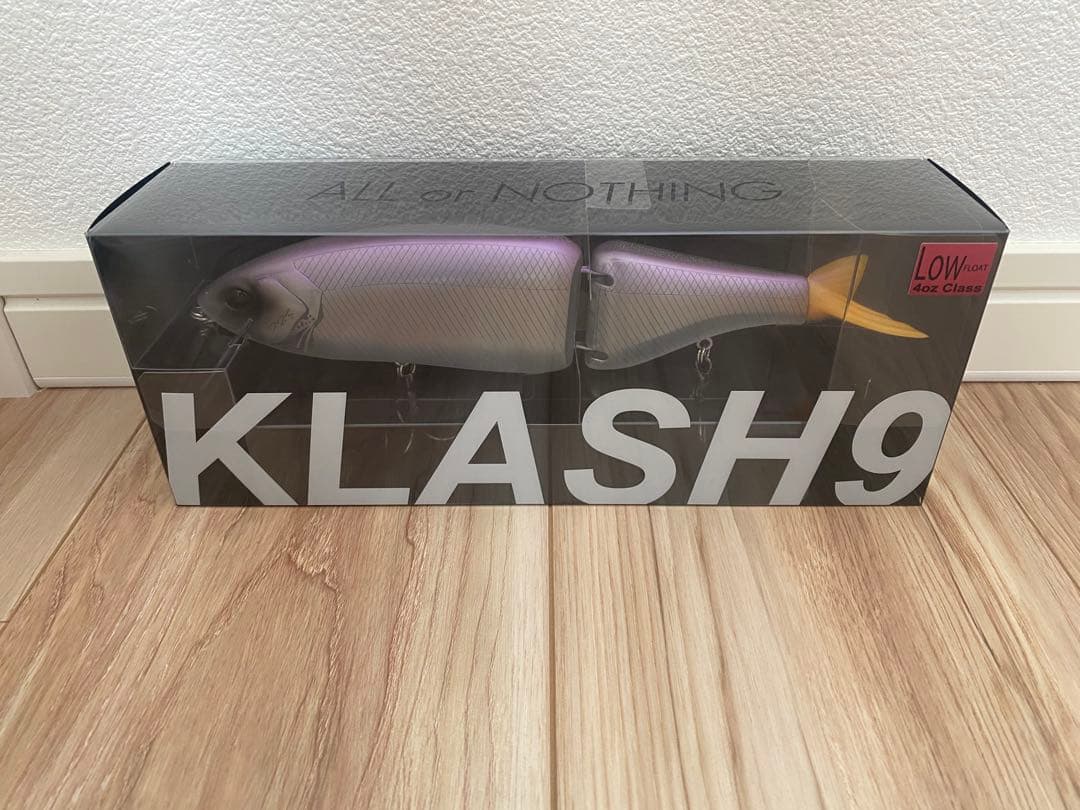 ALL or NOTHING
LOW FLOAT
4oz Class
KLASH9